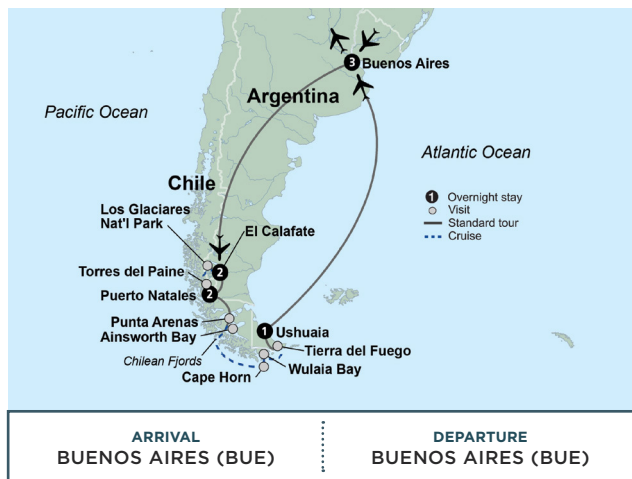 3 Buenos Aires
Argentina
Pacific Ocean
Atlantic Ocean
Chile
1 Overnight stay
Visit
Standard tour
Cruise
Los Glaciares
Nat'l Park
El Calafate
2
Torres del Paine
2
Puerto Natales
Punta Arenas
Ainsworth Bay
1 Ushuaia
Tierra del Fuego
Chilean Fjords
Wulaia Bay
Cape Horn
ARRIVAL
BUENOS AIRES (BUE)
DEPARTURE
BUENOS AIRES (BUE)